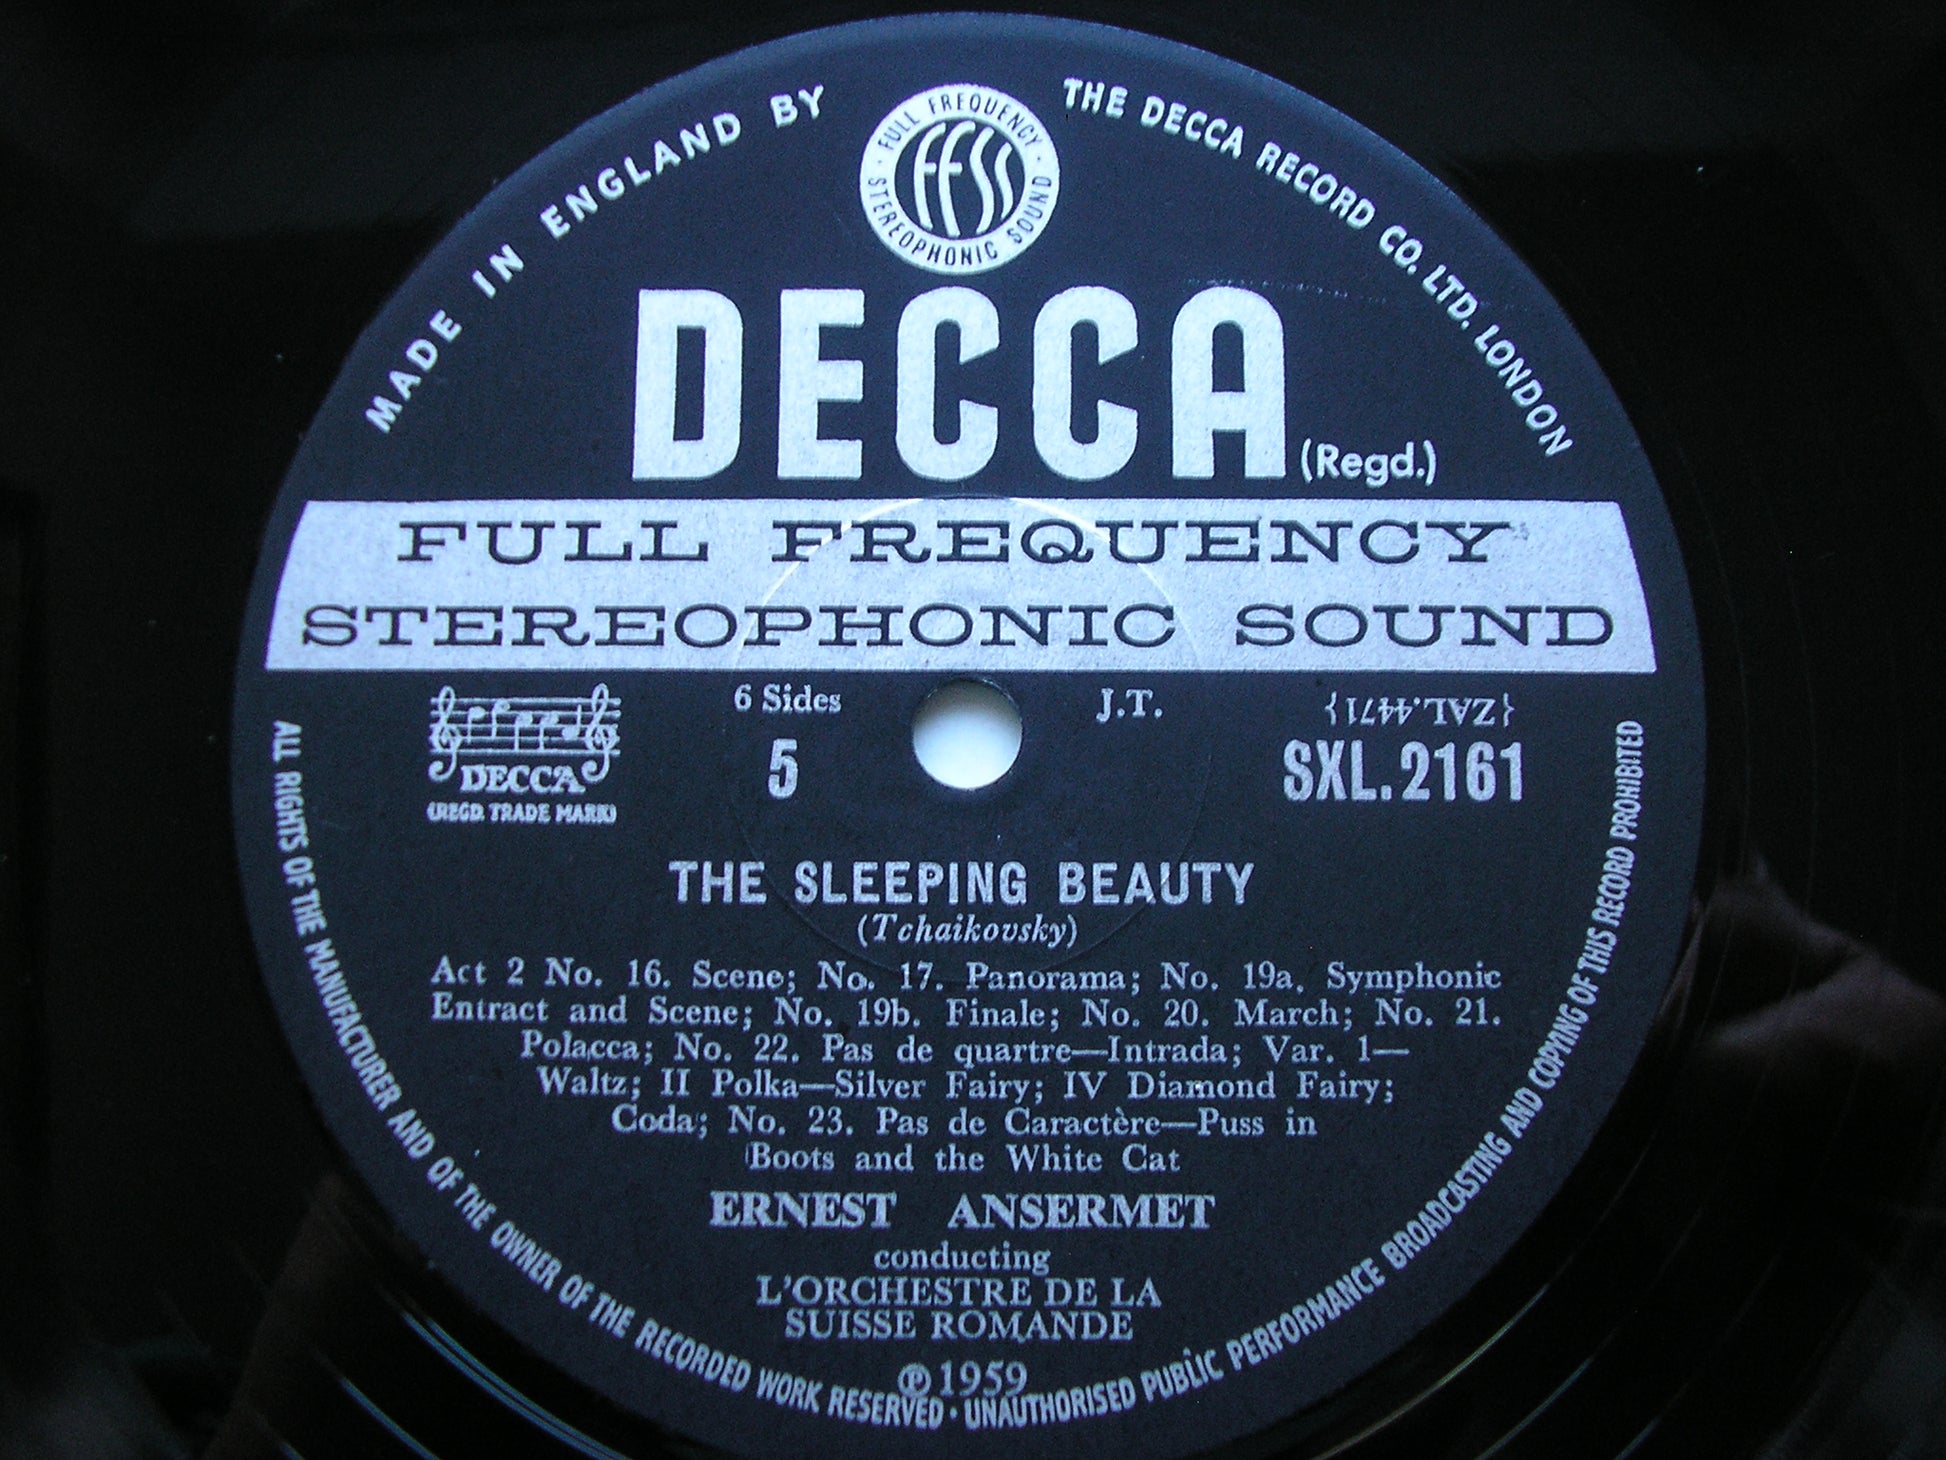 MADE IN ENGLAND BY
THE DECCA RECORD CO. LTD. LONDON
· FULL FREQUENCY ·
FFSS
STEREOPHONIC SOUND
DECCA (Regd.)
FULL FREQUENCY
STEREOPHONIC SOUND
DECCA
(REGD. TRADE MARK)
6 Sides
5
J.T.
{ZAL.4471}
SXL.2161
THE SLEEPING BEAUTY
(Tchaikovsky)
Act 2 No. 16. Scene; No. 17. Panorama; No. 19a. Symphonic
Entract and Scene; No. 19b. Finale; No. 20. March; No. 21.
Polacca; No. 22. Pas de quartre—Intrada; Var. 1—
Waltz; II Polka—Silver Fairy; IV Diamond Fairy;
Coda; No. 23. Pas de Caractère—Puss in
Boots and the White Cat
ERNEST ANSERMET
conducting
L'ORCHESTRE DE LA
SUISSE ROMANDE
℗1959
ALL RIGHTS OF THE MANUFACTURER AND OF THE OWNER OF THE RECORDED WORK RESERVED · UNAUTHORISED PUBLIC PERFORMANCE BROADCASTING AND COPYING OF THIS RECORD PROHIBITED